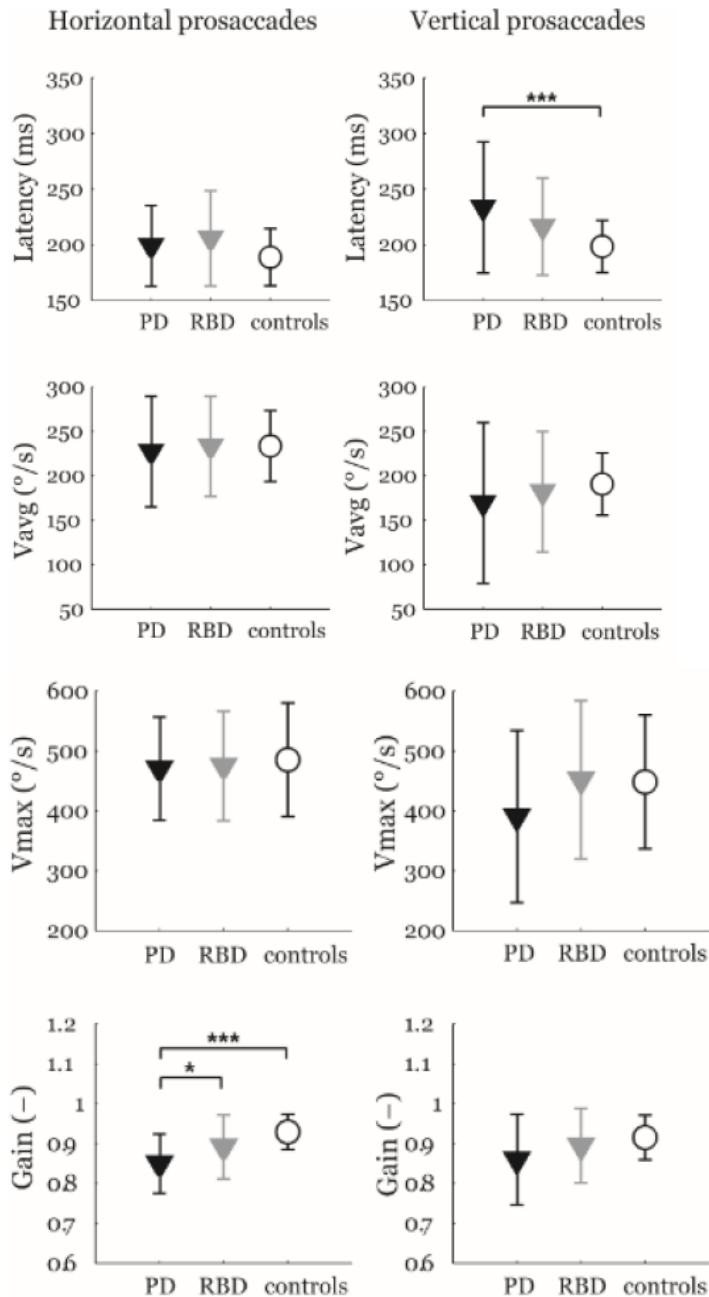 Horizontal prosaccades
Vertical prosaccades
Latency (ms)
350
300
250
200
150
PD RBD controls
Latency (ms)
350
300
250
200
150
***
PD RBD controls
Vavg (°/s)
300
250
200
150
100
50
PD RBD controls
Vavg (°/s)
300
250
200
150
100
50
PD RBD controls
Vmax (°/s)
600
500
400
300
200
PD RBD controls
Vmax (°/s)
600
500
400
300
200
PD RBD controls
Gain (−)
1.2
1.1
1
0.9
0.8
0.7
0.6
***
*
PD RBD controls
Gain (−)
1.2
1.1
1
0.9
0.8
0.7
0.6
PD RBD controls